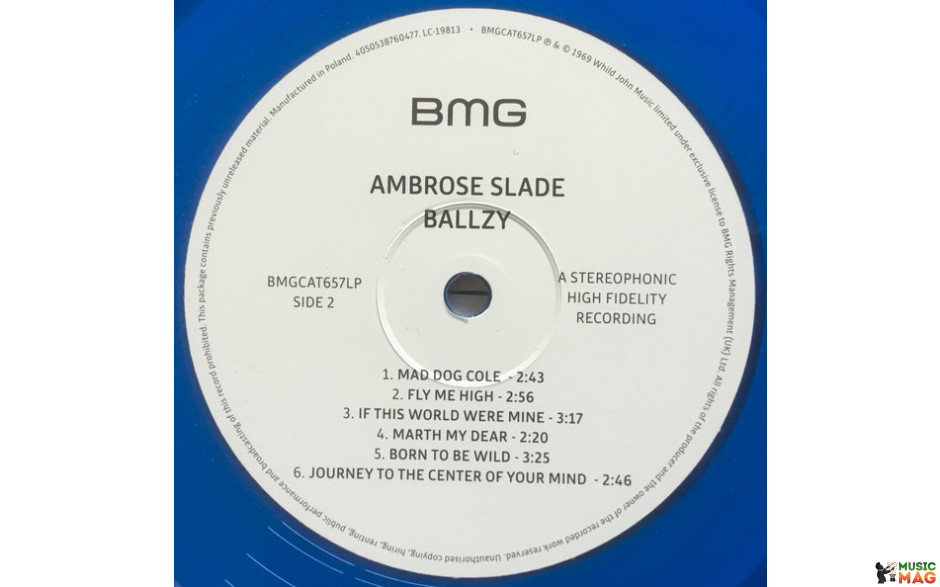 4050538760477. LC-19813 • BMGCAT657LP ℗ & © 1969 Whild John Music limited under exclusive license to BMG Rights Management (UK) Ltd. All rights of the producer and the owner of the recorded work reserved. Unauthorised copying, hiring, renting, public performance and broadcasting of this record prohibited. This package contains previously unreleased material. Manufactured in Poland.
BMG
AMBROSE SLADE
BALLZY
BMGCAT657LP
SIDE 2
A STEREOPHONIC
HIGH FIDELITY
RECORDING
1. MAD DOG COLE - 2:43
2. FLY ME HIGH - 2:56
3. IF THIS WORLD WERE MINE - 3:17
4. MARTH MY DEAR - 2:20
5. BORN TO BE WILD - 3:25
6. JOURNEY TO THE CENTER OF YOUR MIND - 2:46
MUSIC
MAG